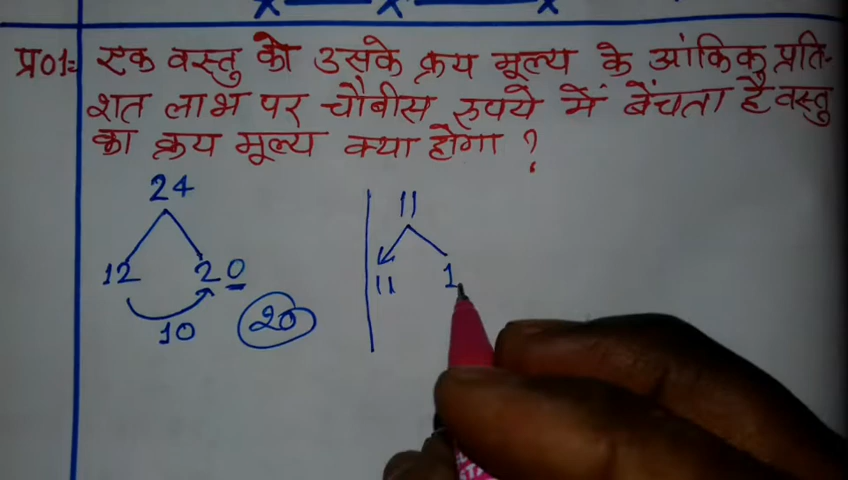 प्र01= एक वस्तु को उसके क्रय मूल्य के आंकिक प्रति-
शत लाभ पर चौबीस रुपये में बेंचता है वस्तु
का क्रय मूल्य क्या होगा ?
24
12 20
10
20
11
11 1